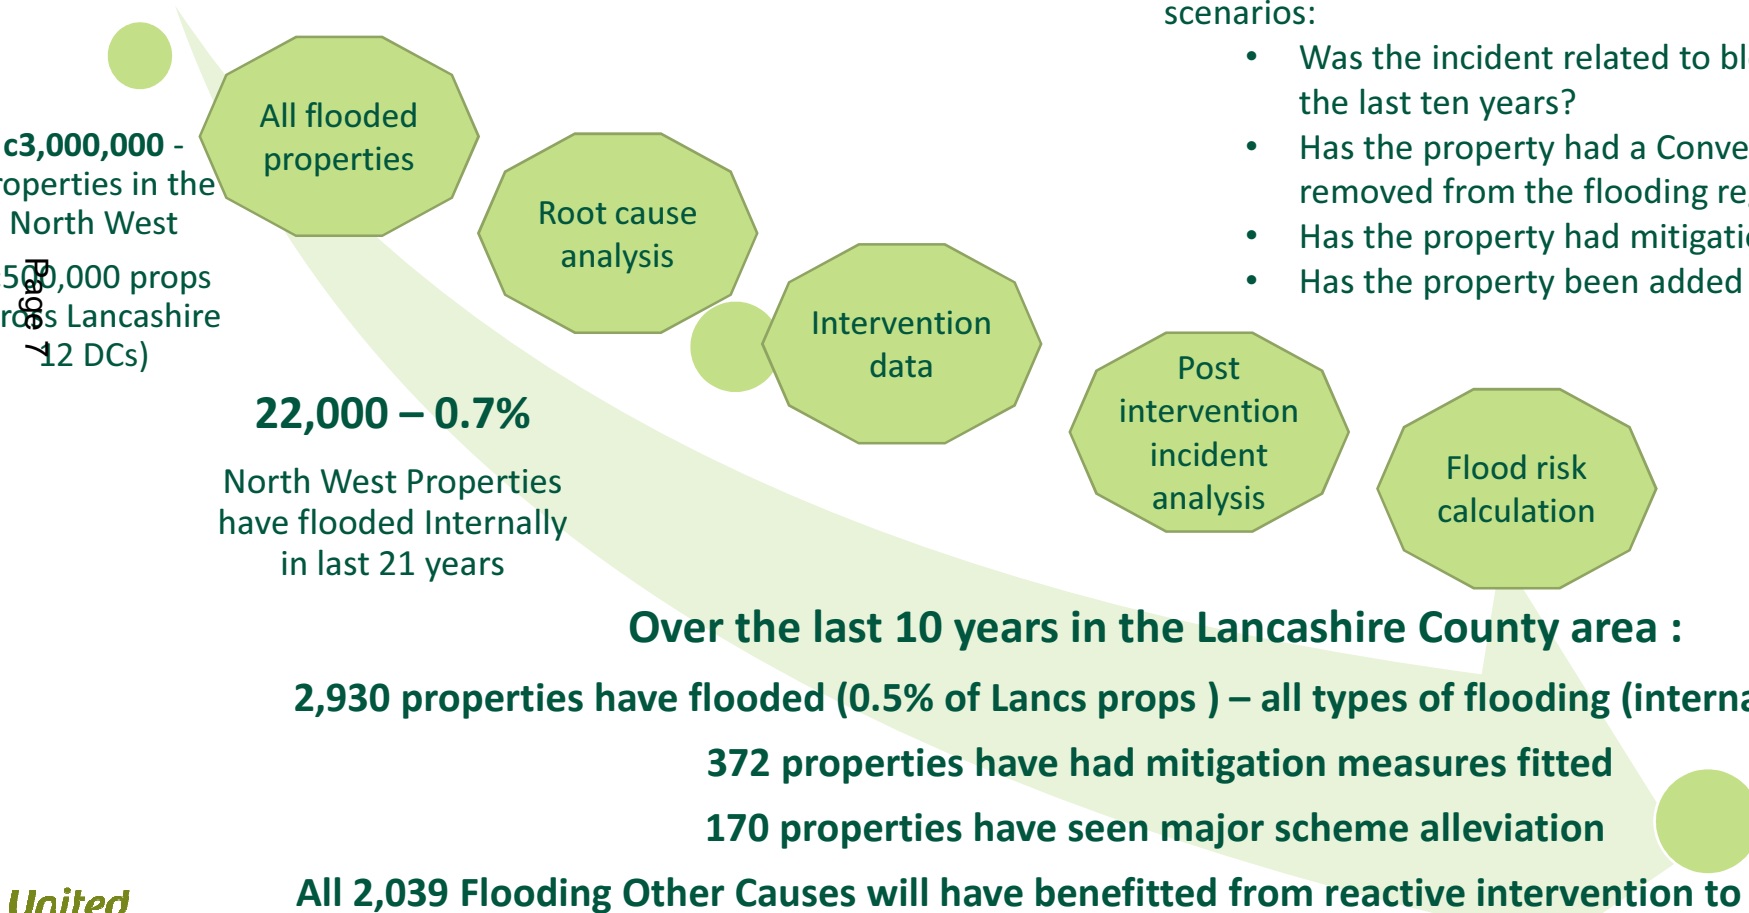 scenarios:
• Was the incident related to
the last ten years?
• Has the property had a
removed from the flooding
• Has the property had
• Has the property been added
All flooded
properties
c3,000,000 -
in the
North West
props
Lancashire
12 DCs)
Page 7
Root cause
analysis
Intervention
data
Post
intervention
incident
analysis
Flood risk
calculation
22,000 – 0.7%
North West Properties
have flooded Internally
in last 21 years
Over the last 10 years in the Lancashire County area :
2,930 properties have flooded (0.5% of Lancs props ) – all types of flooding
372 properties have had mitigation measures fitted
170 properties have seen major scheme alleviation
All 2,039 Flooding Other Causes will have benefitted from reactive intervention to
United